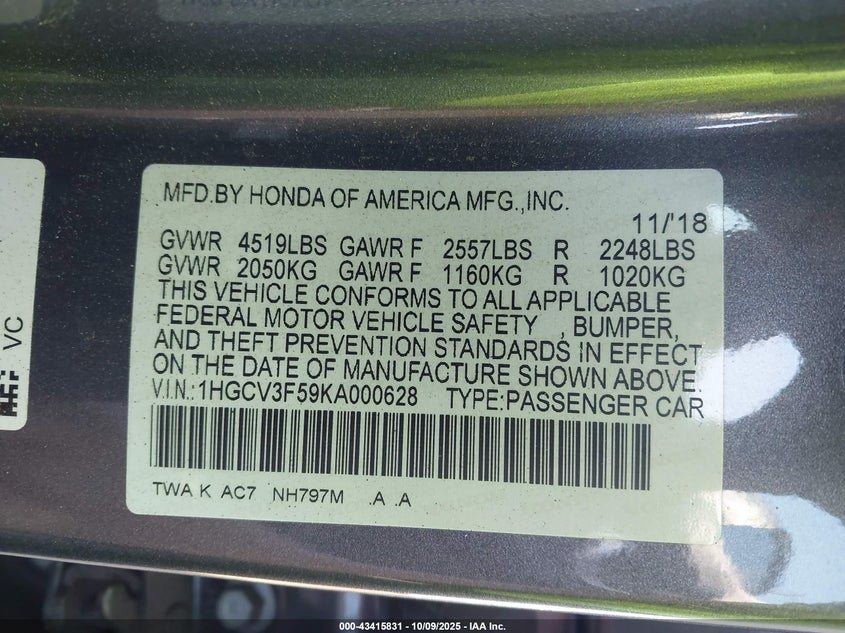 MFD.BY HONDA OF AMERICA MFG.,INC.
11/'18
GVWR 4519LBS GAWR F 2557LBS R 2248LBS
GVWR 2050KG GAWR F 1160KG R 1020KG
THIS VEHICLE CONFORMS TO ALL APPLICABLE
FEDERAL MOTOR VEHICLE SAFETY , BUMPER,
AND THEFT PREVENTION STANDARDS IN EFFECT
ON THE DATE OF MANUFACTURE SHOWN ABOVE.
V.I.N.:1HGCV3F59KA000628 TYPE:PASSENGER CAR
TWA K AC7 NH797M .A .A
VC
000-43415831 - 10/09/2025 - IAA Inc.